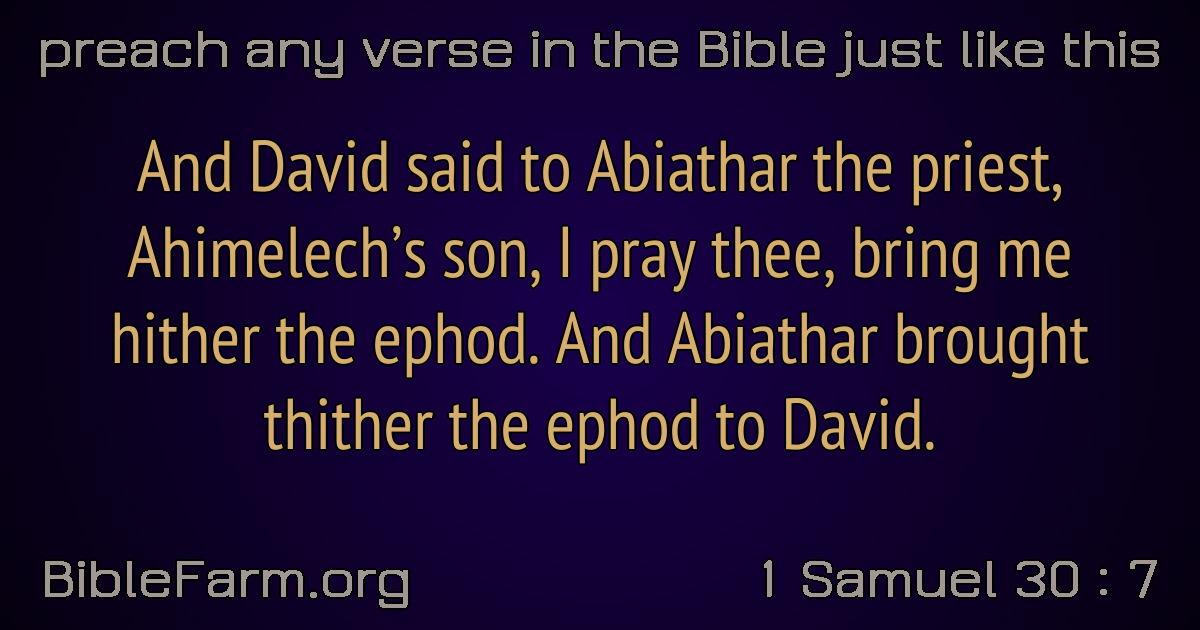 preach any verse in the Bible just like this
And David said to Abiathar the priest,
Ahimelech’s son, I pray thee, bring me
hither the ephod. And Abiathar brought
thither the ephod to David.
BibleFarm.org
1 Samuel 30 : 7